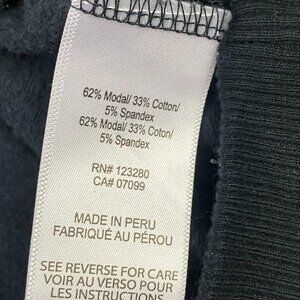 62% Modal/ 33% Cotton/
5% Spandex
62% Modal/ 33% Coton/
5% Spandex
RN# 123280
CA# 07099
MADE IN PERU
FABRIQUÉ AU PÉROU
SEE REVERSE FOR CARE
VOIR AU VERSO POUR
LES INSTRUCTIONS